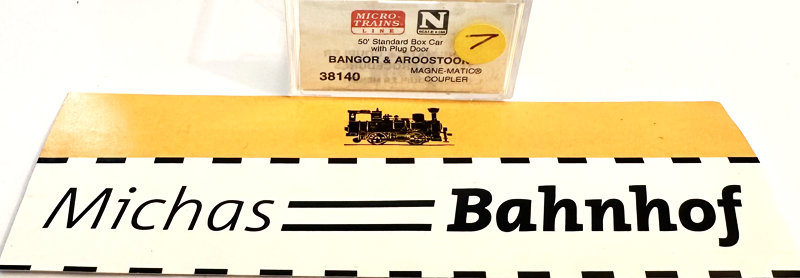 MICRO-
TRAINS
LINE
N
50' Standard Box Car
with Plug Door
BANGOR & AROOSTOOK
38140
MAGNE-MATIC®
COUPLER
7
Michas Bahnhof